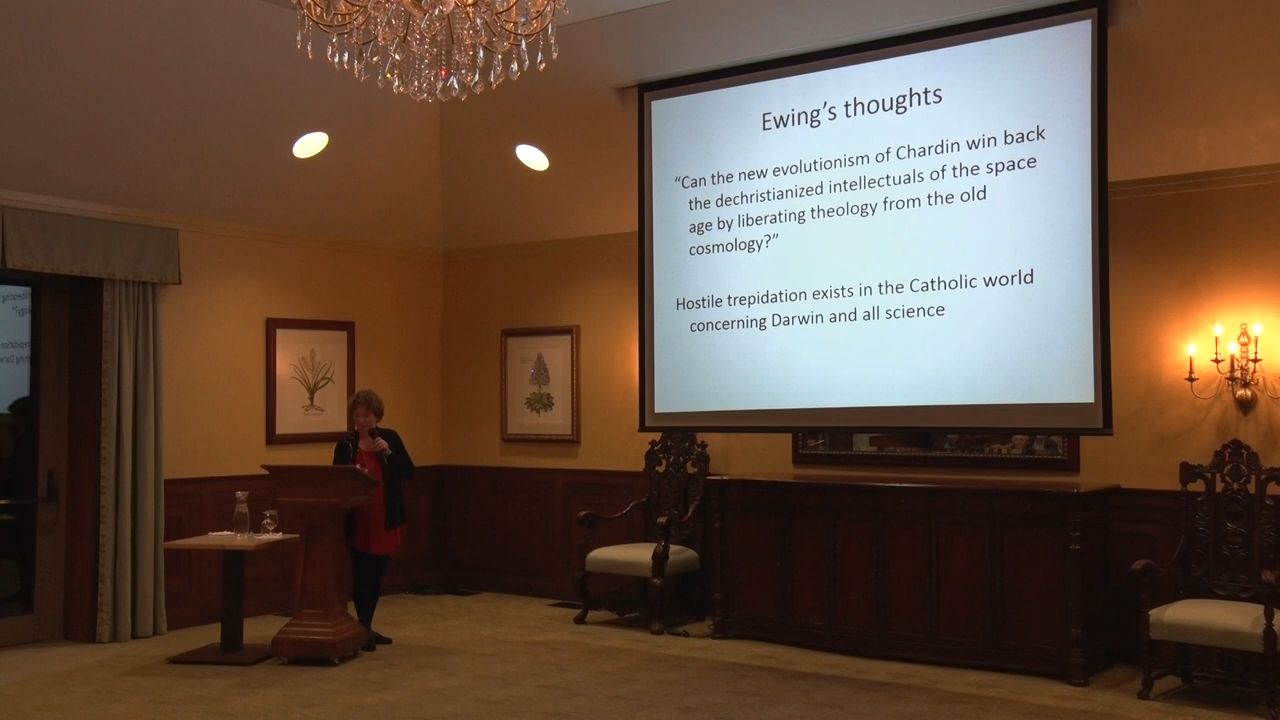 Ewing's thoughts
“Can the new evolutionism of Chardin win back
the dechristianized intellectuals of the space
age by liberating theology from the old
cosmology?”
Hostile trepidation exists in the Catholic world
concerning Darwin and all science